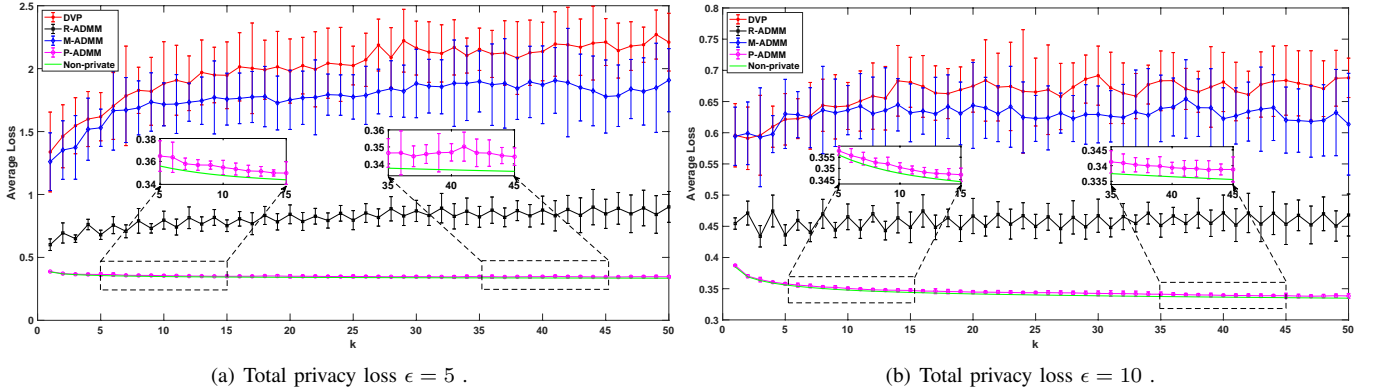 2.5
2
1.5
1
0.5
0
Average Loss
DVP
R-ADMM
M-ADMM
P-ADMM
Non-private
0.38
0.36
0.34
5
10
15
0.36
0.35
0.34
35
40
45
0 5 10 15 20 25 30 35 40 45 50
k
(a) Total privacy loss ϵ = 5 .
0.8
0.75
0.7
0.65
0.6
0.55
0.5
0.45
0.4
0.35
0.3
Average Loss
DVP
R-ADMM
M-ADMM
P-ADMM
Non-private
0.355
0.35
0.345
5
10
15
0.345
0.34
0.335
35
40
45
0 5 10 15 20 25 30 35 40 45 50
k
(b) Total privacy loss ϵ = 10 .